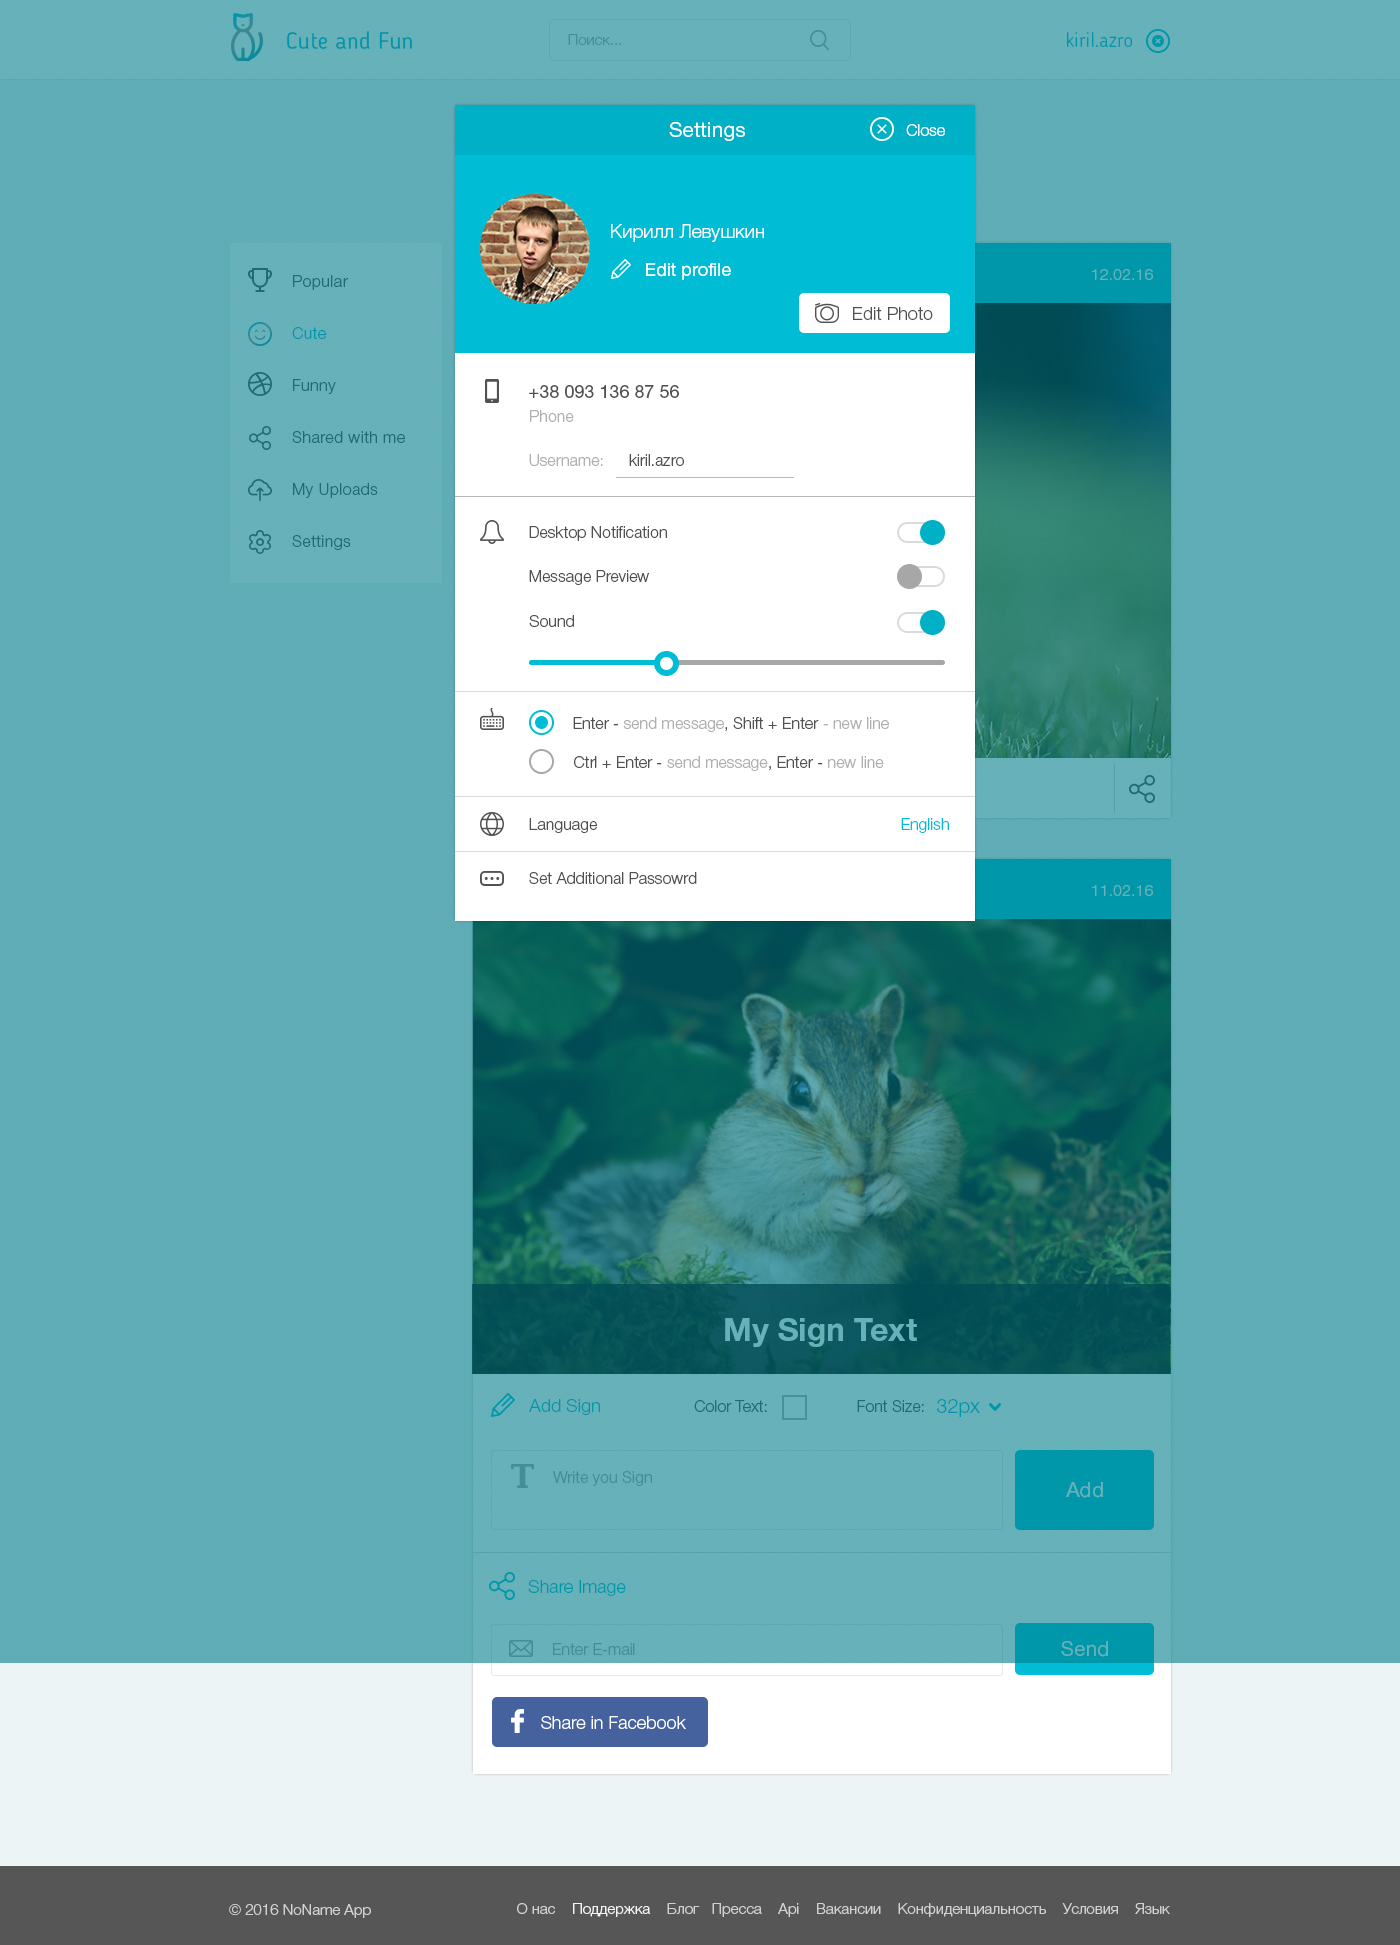 Cute and Fun
Поиск...
kiril.azro
Settings
Close
Кирилл Левушкин
Edit profile
Edit Photo
Popular
Cute
Funny
Shared with me
My Uploads
Settings
12.02.16
+38 093 136 87 56
Phone
Username: kiril.azro
Desktop Notification
Message Preview
Sound
Enter - send message, Shift + Enter - new line
Ctrl + Enter - send message, Enter - new line
Language English
Set Additional Passowrd
11.02.16
My Sign Text
Add Sign Color Text: Font Size: 32px
T Write you Sign
Add
Share Image
Enter E-mail
Send
f Share in Facebook
© 2016 NoName App О нас Поддержка Блог Пресса Api Вакансии Конфиденциальность Условия Язык